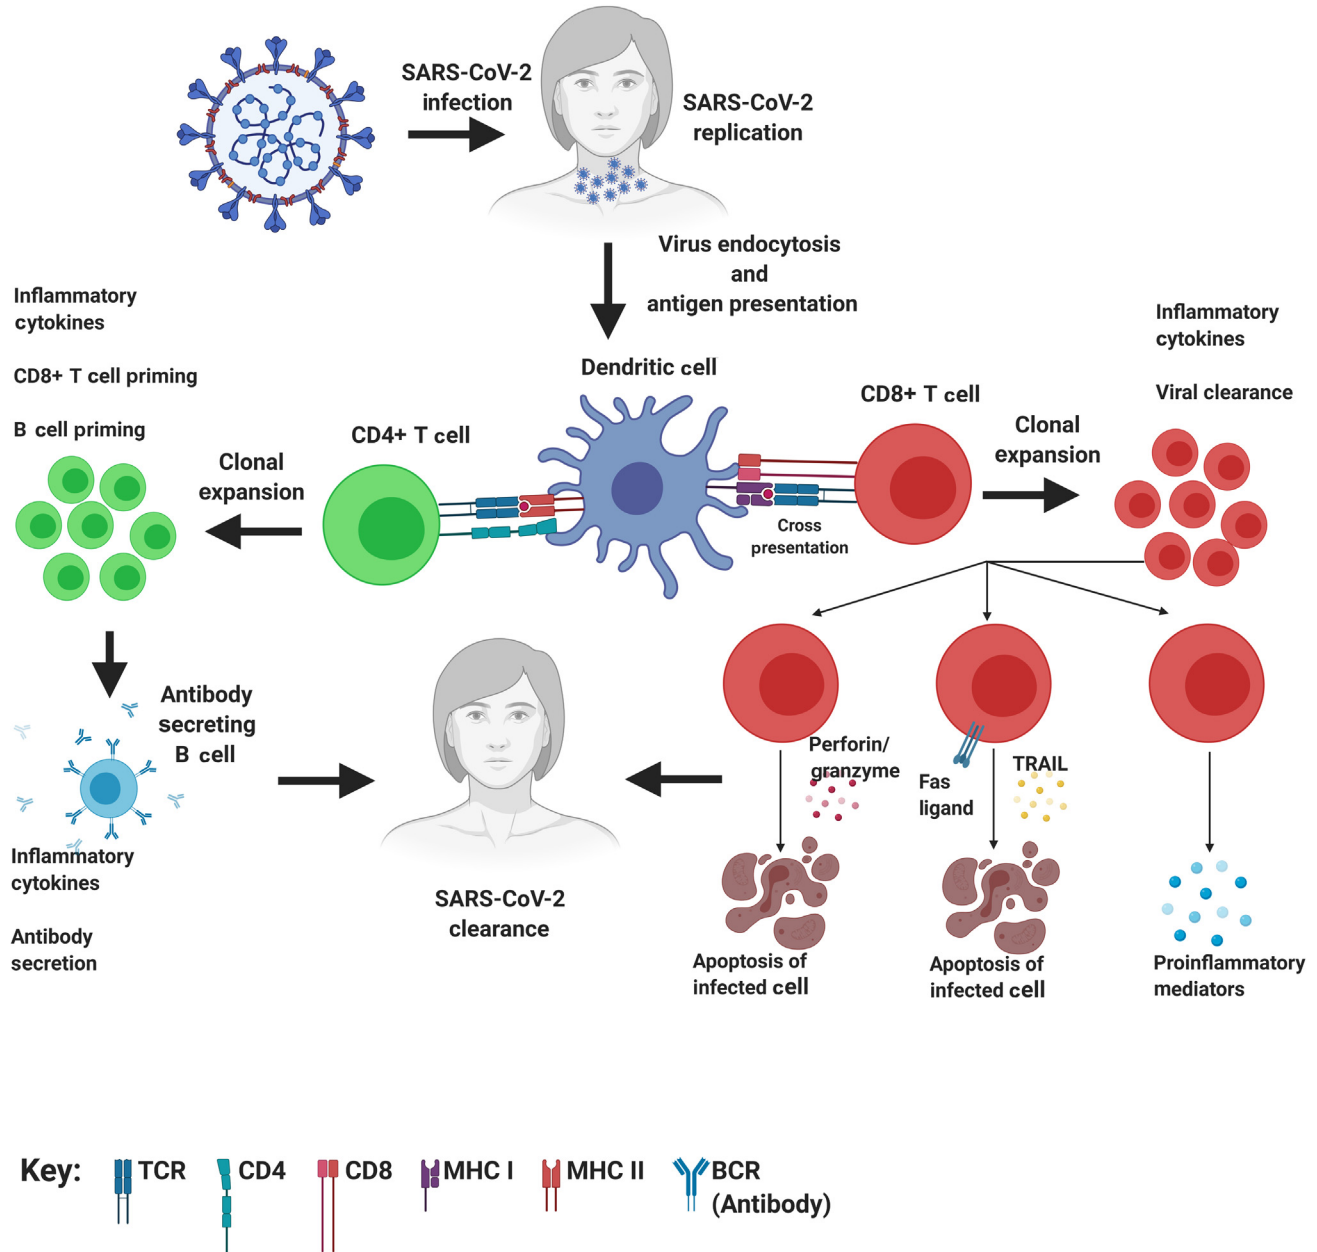 SARS-CoV-2
infection
SARS-CoV-2
replication
Virus endocytosis
and
antigen presentation
Inflammatory
cytokines
CD8+ T cell priming
B cell priming
Clonal
expansion
CD4+ T cell
Dendritic cell
CD8+ T cell
Cross
presentation
Clonal
expansion
Inflammatory
cytokines
Viral clearance
Antibody
secreting
B cell
Inflammatory
cytokines
Antibody
secretion
SARS-CoV-2
clearance
Perforin/
granzyme
Apoptosis of
infected cell
Fas
ligand
TRAIL
Apoptosis of
infected cell
Proinflammatory
mediators
Key:
TCR
CD4
CD8
MHC I
MHC II
BCR
(Antibody)